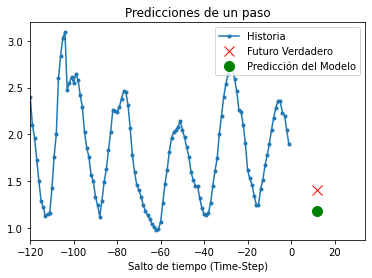 Predicciones de un paso
Historia
Futuro Verdadero
Predicción del Modelo
3.0
2.5
2.0
1.5
1.0
−120 −100 −80 −60 −40 −20 0 20
Salto de tiempo (Time-Step)